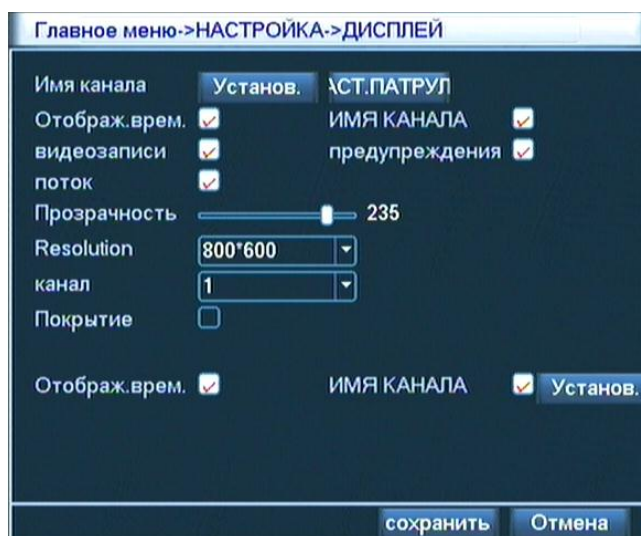 Главное меню->НАСТРОЙКА->ДИСПЛЕЙ
Имя канала Установ. АСТ.ПАТРУЛ
Отображ.врем. ИМЯ КАНАЛА
видеозаписи предупреждения
поток
Прозрачность 235
Resolution 800*600
канал 1
Покрытие
Отображ.врем. ИМЯ КАНАЛА Установ.
сохранить Отмена